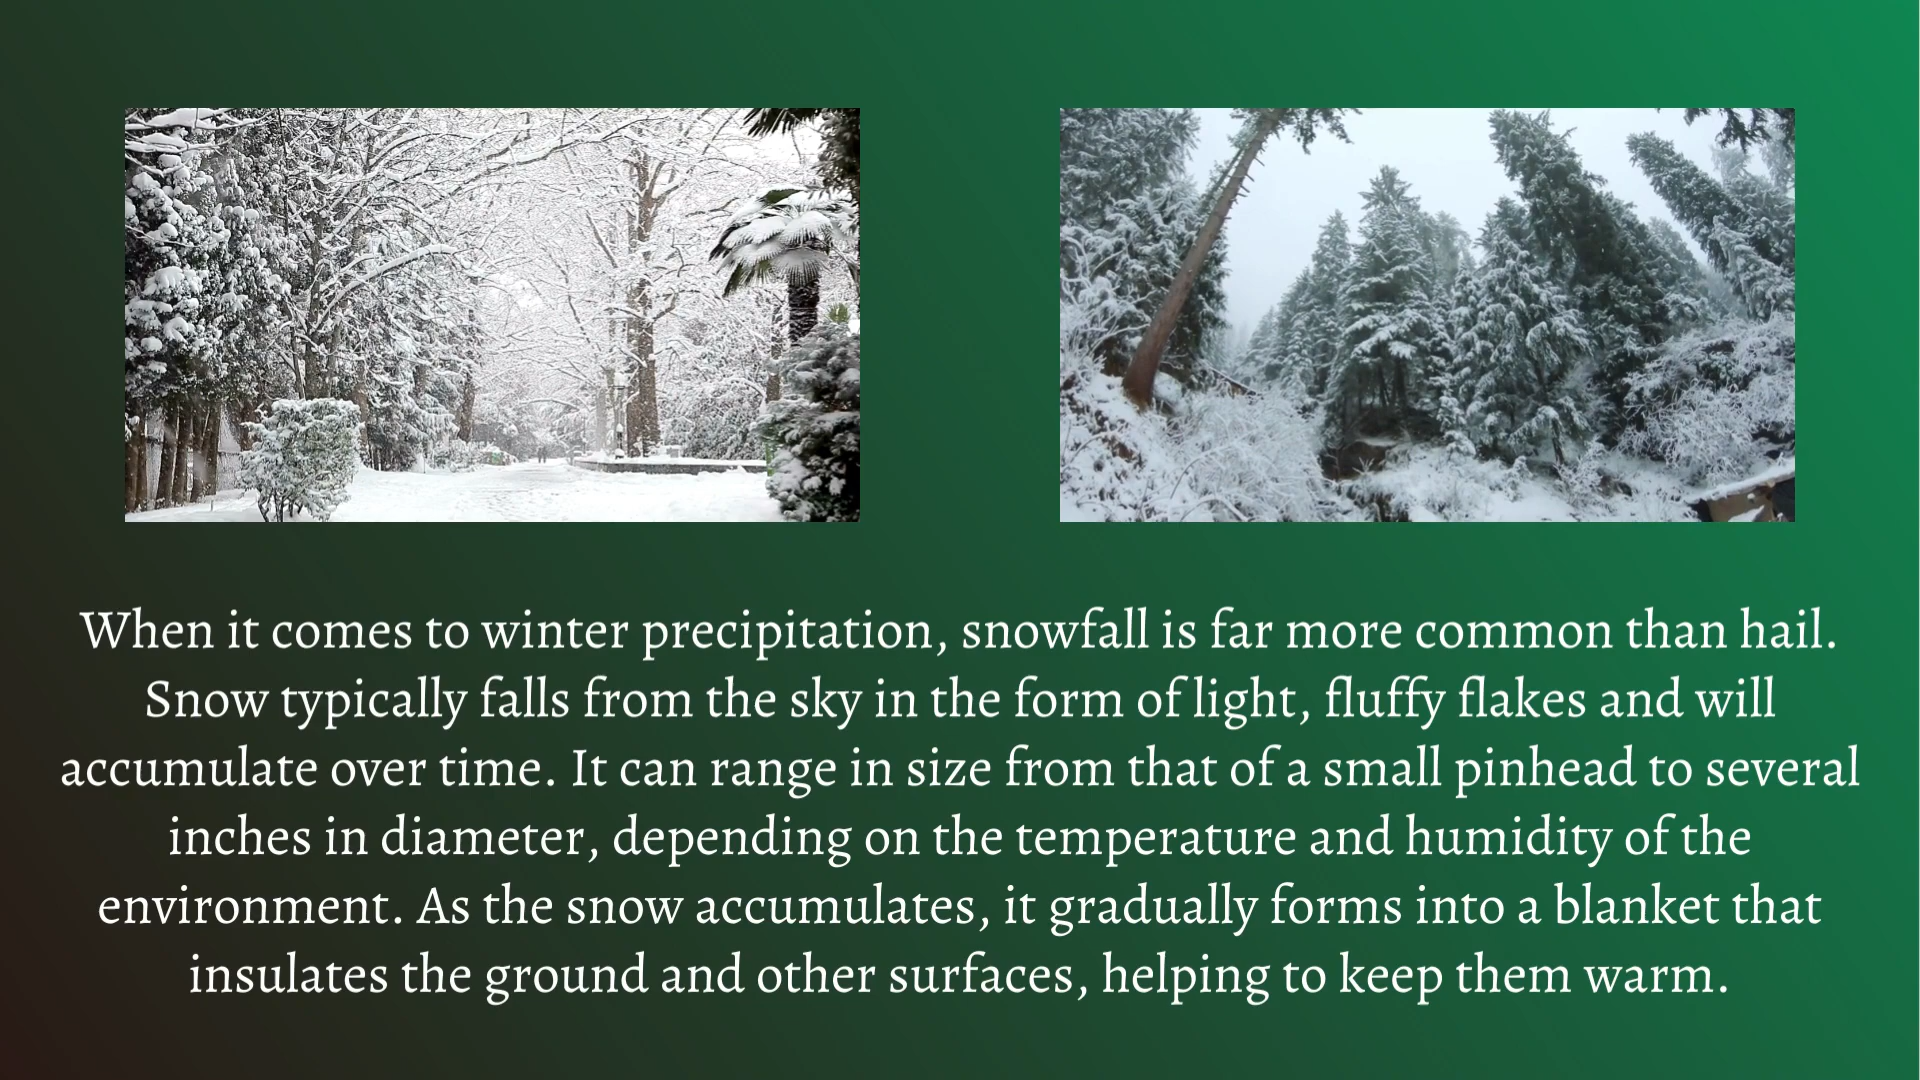 When it comes to winter precipitation, snowfall is far more common than hail.
Snow typically falls from the sky in the form of light, fluffy flakes and will
accumulate over time. It can range in size from that of a small pinhead to several
inches in diameter, depending on the temperature and humidity of the
environment. As the snow accumulates, it gradually forms into a blanket that
insulates the ground and other surfaces, helping to keep them warm.